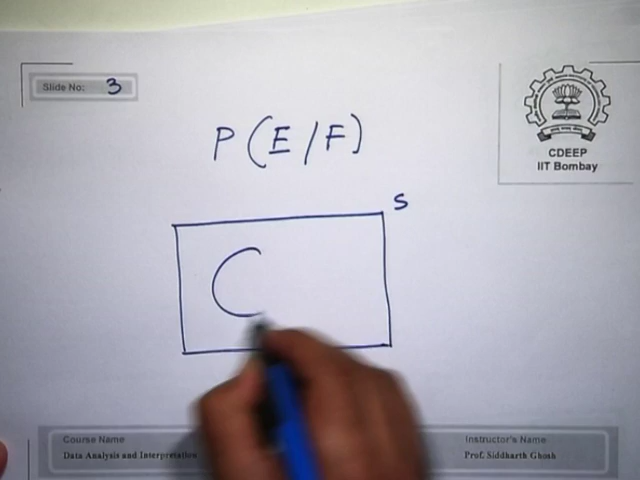 Slide No: 3
CDEEP
IIT Bombay
P(E/F)
S
Course Name
Data Analysis and Interpretation
Instructor's Name
Prof. Siddharth Ghosh